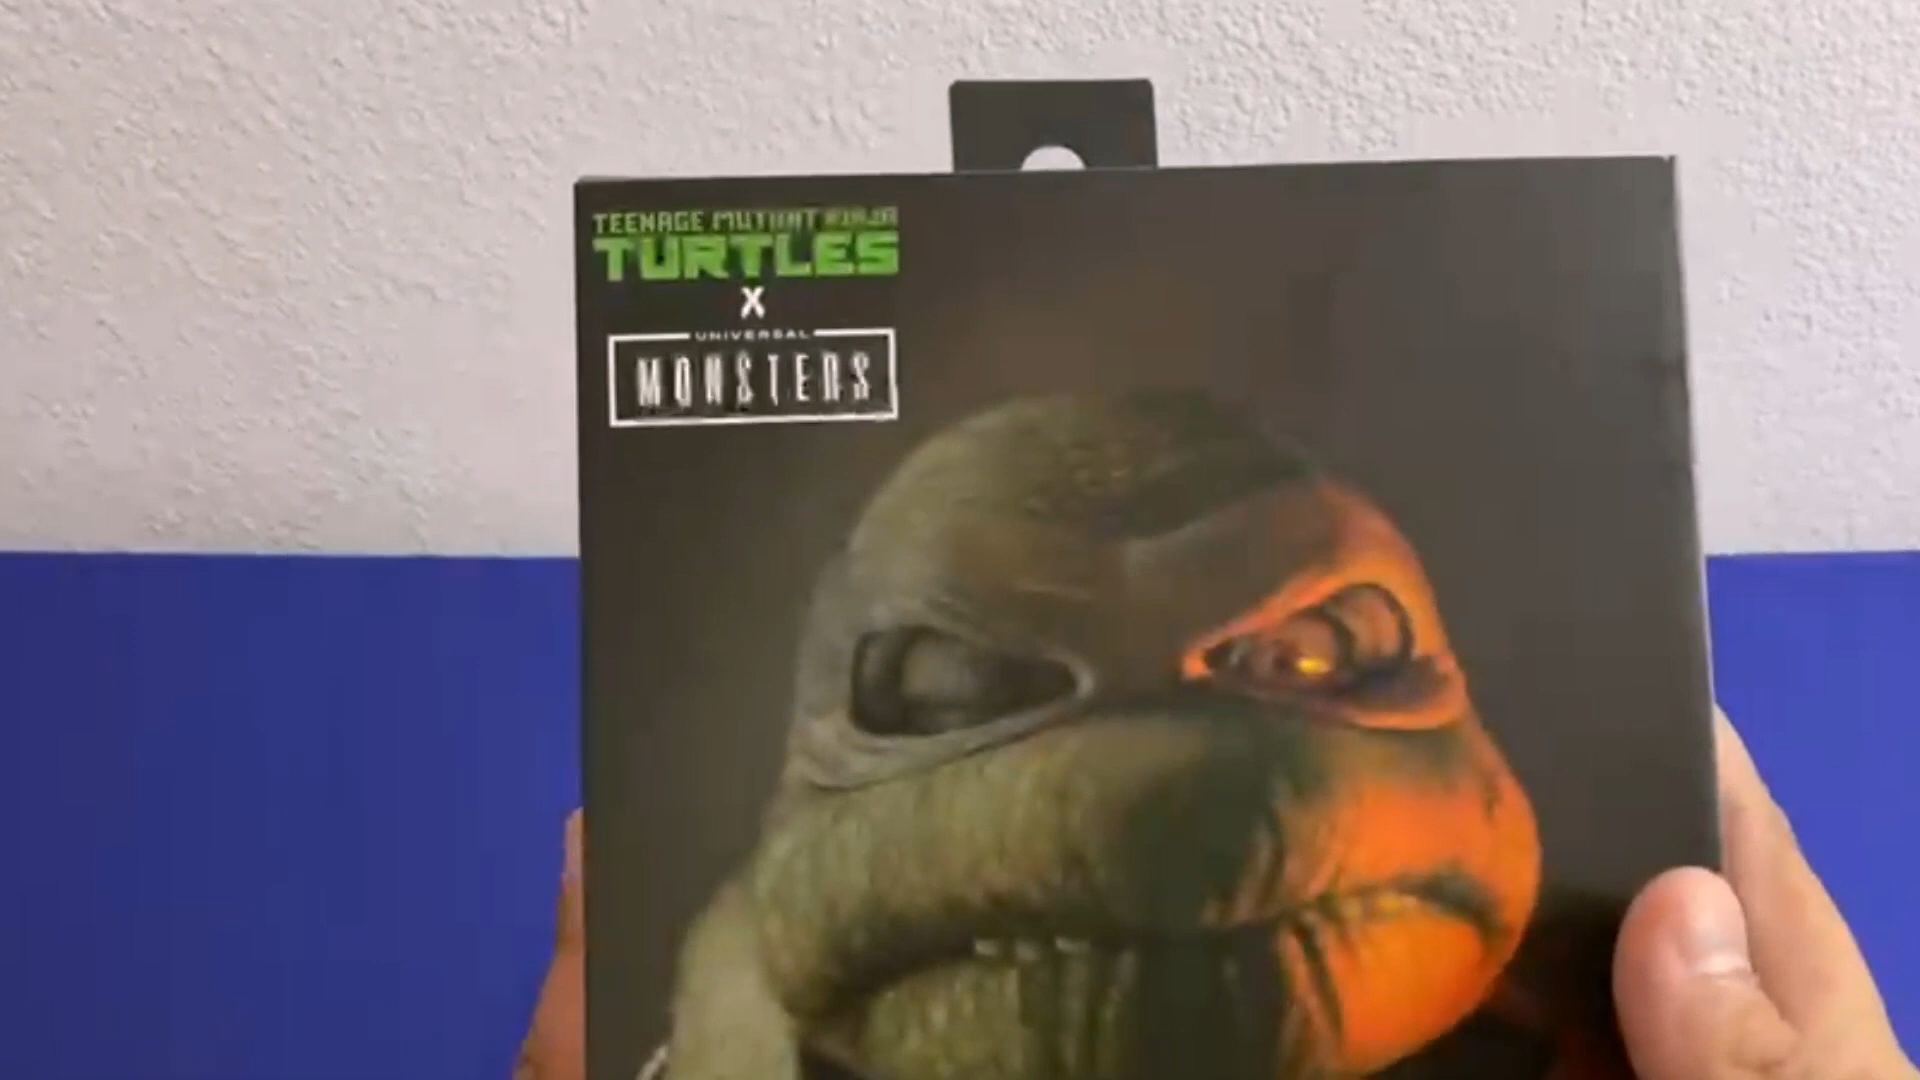 TEENAGE MUTANT NINJA
TURTLES
X
UNIVERSAL
MONSTERS